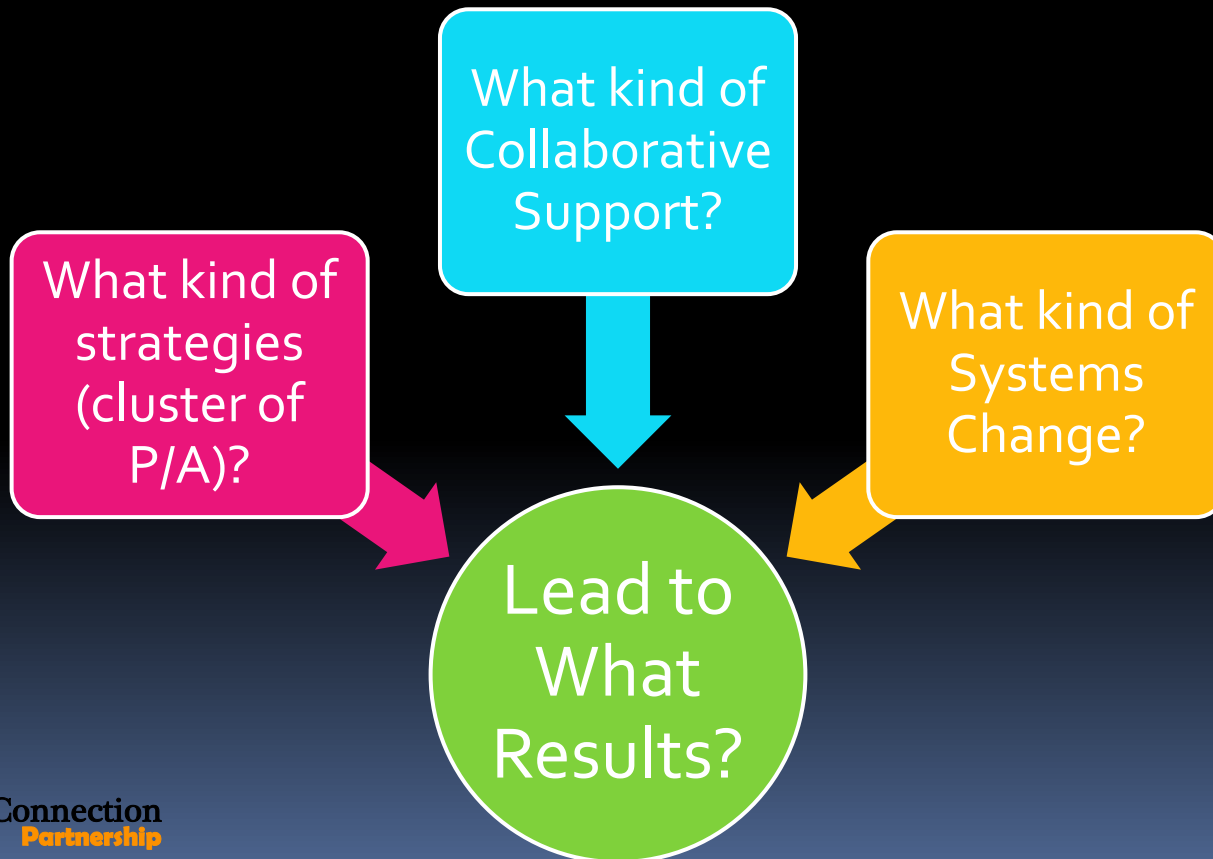 What kind of
Collaborative
Support?
What kind of
strategies
(cluster of
P/A)?
What kind of
Systems
Change?
Lead to
What
Results?
Connection
Partnership